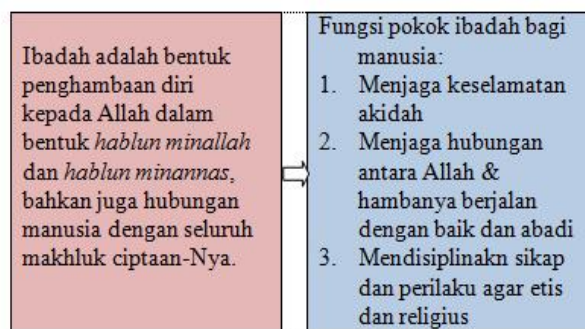 Ibadah adalah bentuk
penghambaan diri
kepada Allah dalam
bentuk hablun minallah
dan hablun minannas,
bahkan juga hubungan
manusia dengan seluruh
makhluk ciptaan-Nya.
Fungsi pokok ibadah bagi
manusia:
1. Menjaga keselamatan
akidah
2. Menjaga hubungan
antara Allah &
hambanya berjalan
dengan baik dan abadi
3. Mendisiplinakn sikap
dan perilaku agar etis
dan religius